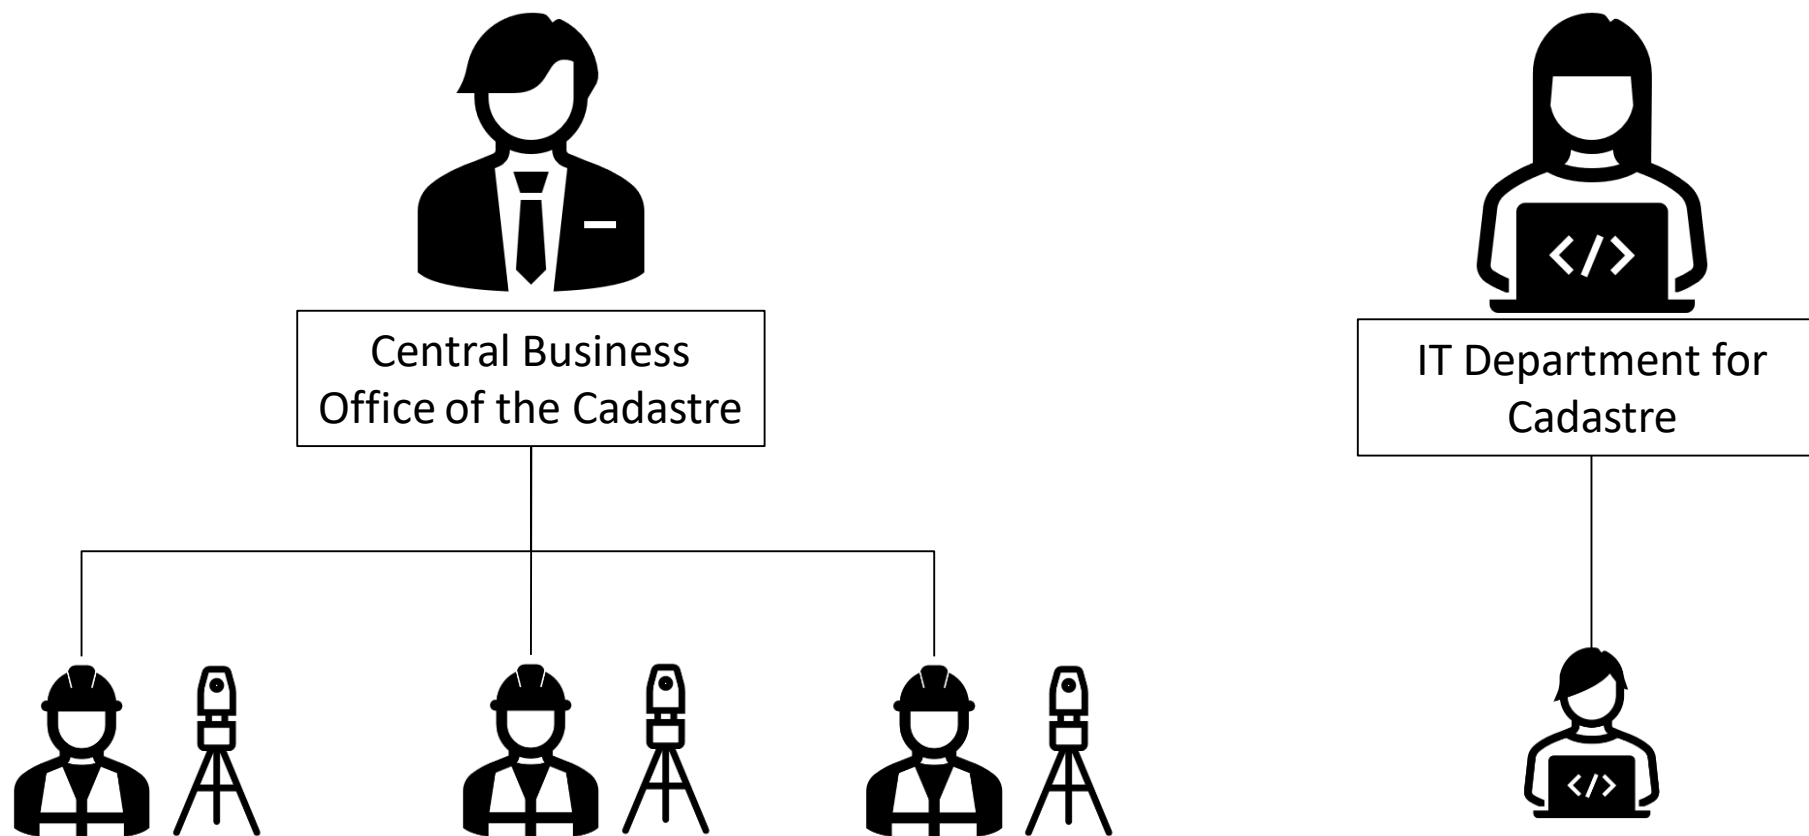 Central Business
Office of the Cadastre
IT Department for
Cadastre
</>
</>